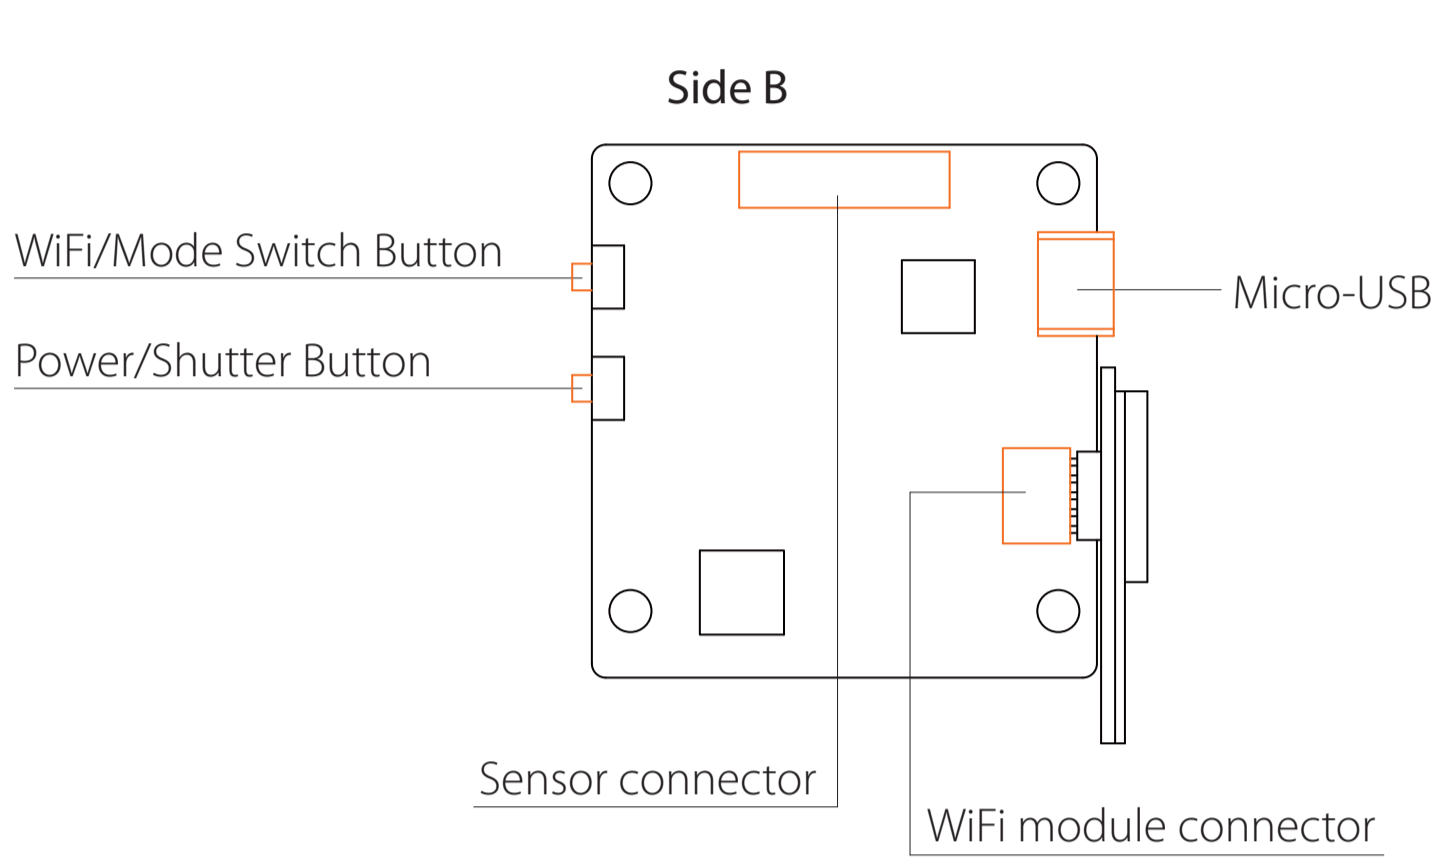 Side B
WiFi/Mode Switch Button
Micro-USB
Power/Shutter Button
Sensor connector
WiFi module connector